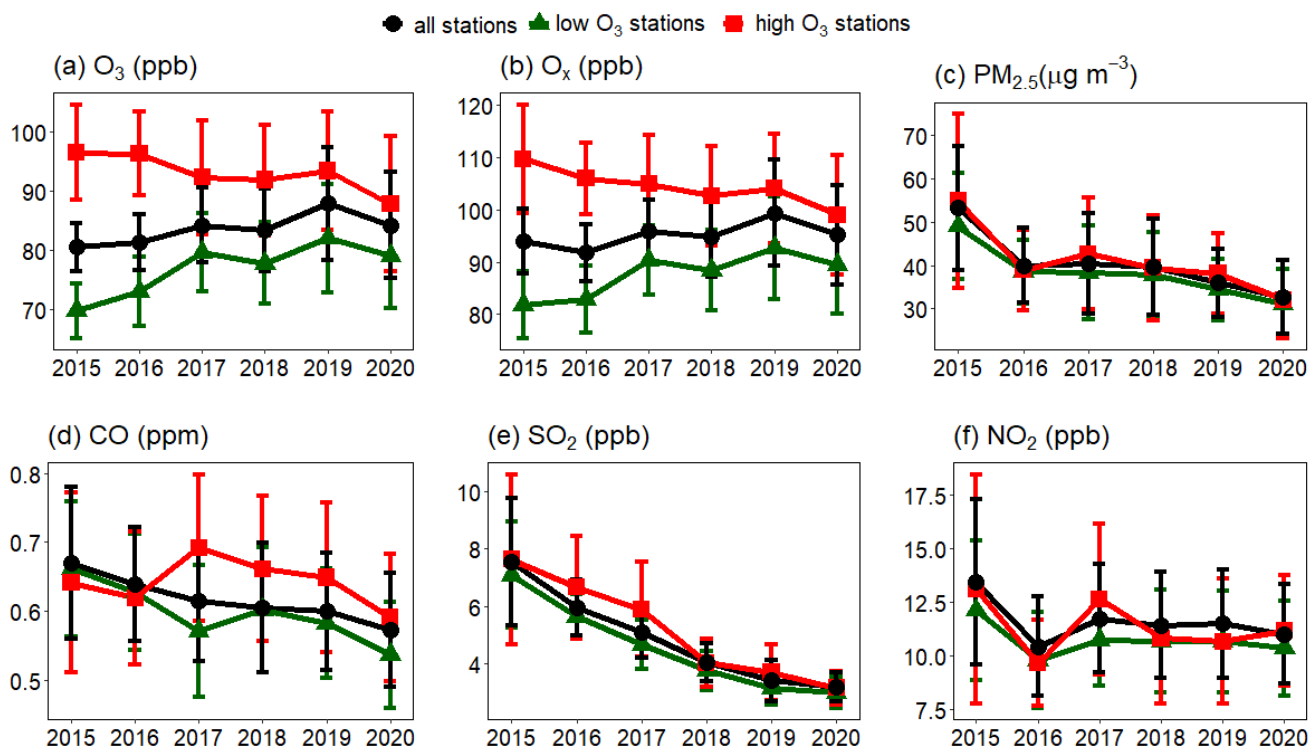 all stations low O₃ stations high O₃ stations
(a) O₃ (ppb)
100
90
80
70
2015 2016 2017 2018 2019 2020
(b) Oₓ (ppb)
120
110
100
90
80
2015 2016 2017 2018 2019 2020
(c) PM₂.₅(μg m⁻³)
70
60
50
40
30
2015 2016 2017 2018 2019 2020
(d) CO (ppm)
0.8
0.7
0.6
0.5
2015 2016 2017 2018 2019 2020
(e) SO₂ (ppb)
10
8
6
4
2015 2016 2017 2018 2019 2020
(f) NO₂ (ppb)
17.5
15.0
12.5
10.0
7.5
2015 2016 2017 2018 2019 2020